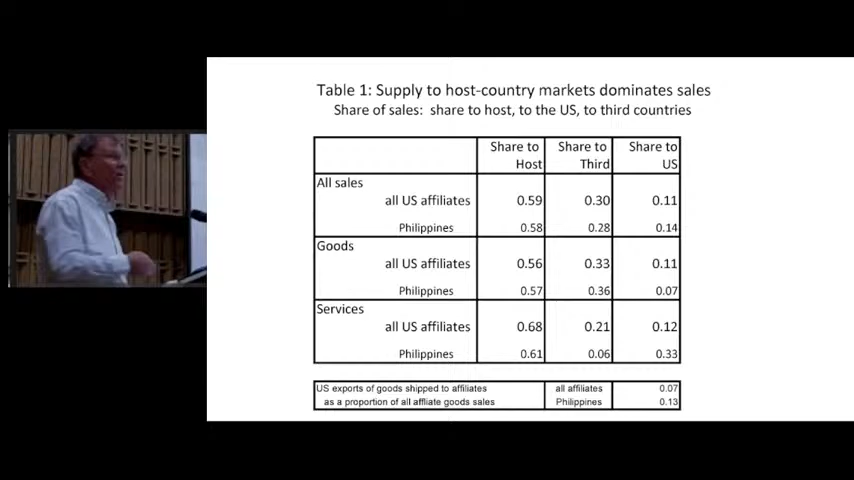 Table 1: Supply to host-country markets dominates sales
Share of sales: share to host, to the US, to third countries
Share to Host Share to Third Share to US
All sales
all US affiliates 0.59 0.30 0.11
Philippines 0.58 0.28 0.14
Goods
all US affiliates 0.56 0.33 0.11
Philippines 0.57 0.36 0.07
Services
all US affiliates 0.68 0.21 0.12
Philippines 0.61 0.06 0.33
US exports of goods shipped to affiliates all affiliates 0.07
as a proportion of all affliate goods sales Philippines 0.13